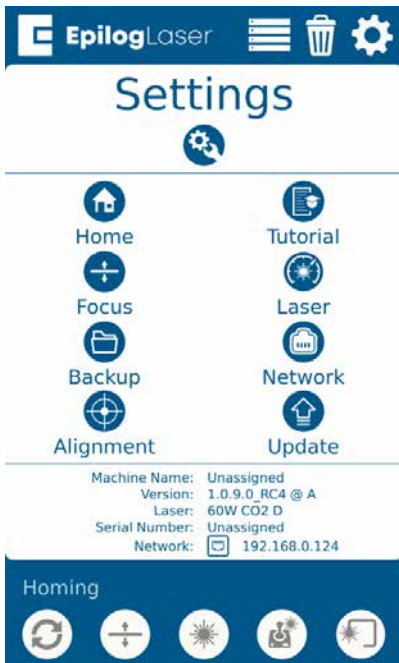 EpilogLaser
Settings
Home Tutorial
Focus Laser
Backup Network
Alignment Update
Machine Name: Unassigned
Version: 1.0.9.0_RC4 @ A
Laser: 60W CO2 D
Serial Number: Unassigned
Network: 192.168.0.124
Homing